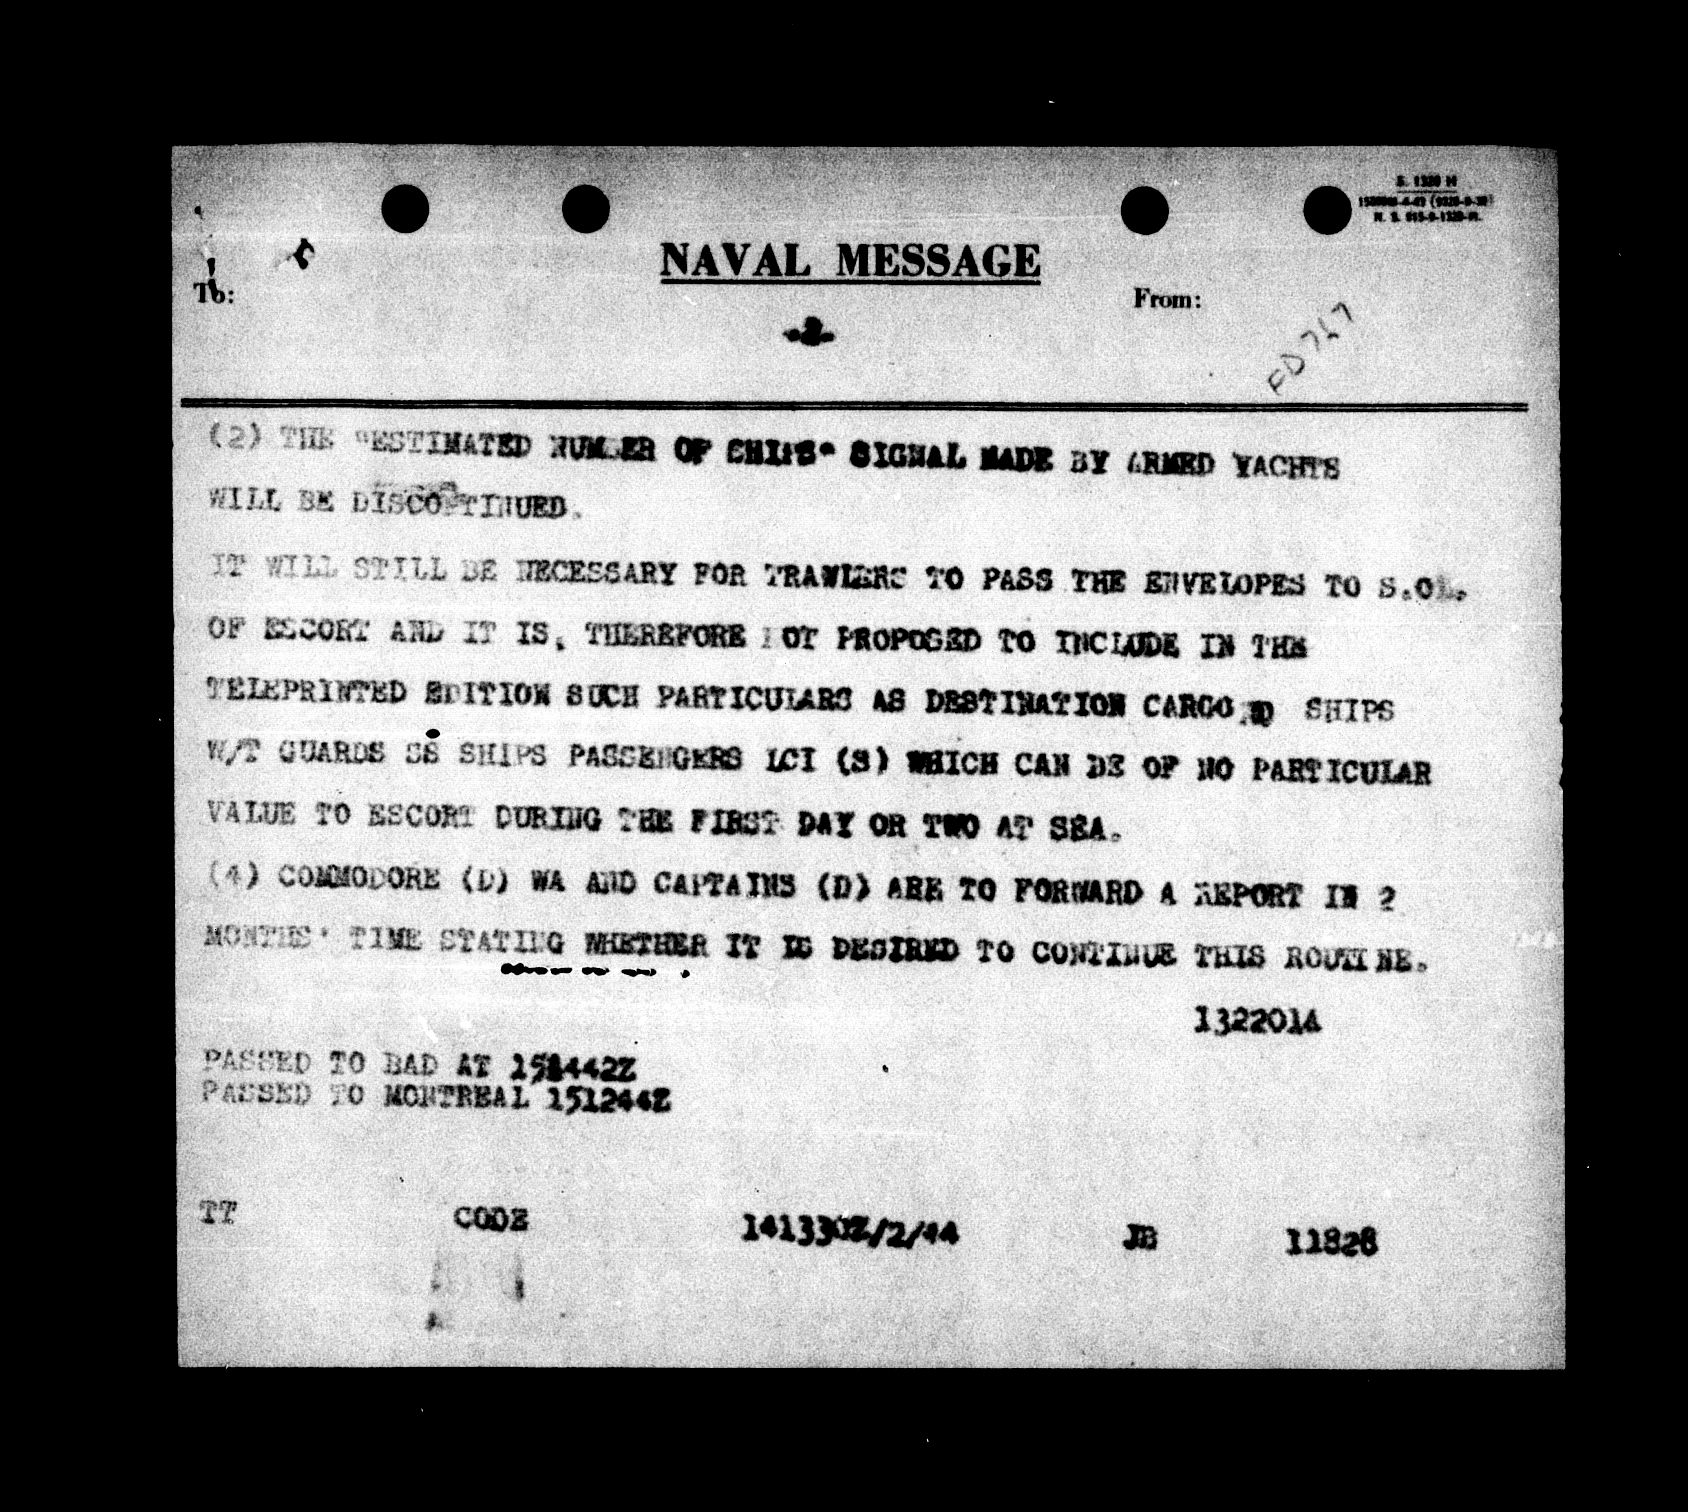 S. 1320 H
NAVAL MESSAGE
To:
From:
(2) THE "ESTIMATED NUMBER OF SHIPS" SIGNAL MADE BY ARMED YACHTS
WILL BE DISCONTINUED.
IT WILL STILL BE NECESSARY FOR TRAWLERS TO PASS THE ENVELOPES TO S.O.
OF ESCORT AND IT IS, THEREFORE NOT PROPOSED TO INCLUDE IN THE
TELEPRINTED EDITION SUCH PARTICULARS AS DESTINATION CARGO SHIPS
W/T GUARDS SS SHIPS PASSENGERS LCI (S) WHICH CAN BE OF NO PARTICULAR
VALUE TO ESCORT DURING THE FIRST DAY OR TWO AT SEA.
(4) COMMODORE (D) WA AND CAPTAINS (D) ARE TO FORWARD A REPORT IN 2
MONTHS' TIME STATING WHETHER IT IS DESIRED TO CONTINUE THIS ROUTINE.
132201A
PASSED TO BAD AT
PASSED TO MONTREAL 151244Z
TT CODE 141330Z/2/44 JB 11828